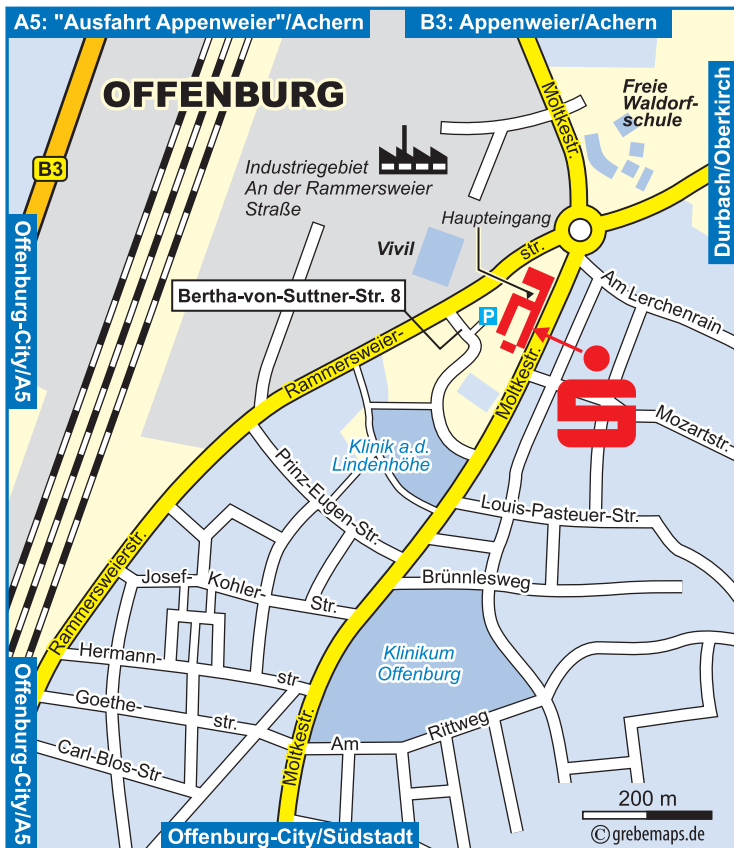 A5: "Ausfahrt Appenweier"/Achern
B3: Appenweier/Achern
OFFENBURG
Freie
Waldorf-
schule
Durbach/Oberkirch
Moltkestr.
B3
Industriegebiet
An der Rammersweier
Straße
Haupteingang
Vivil
str.
Offenburg-City/A5
Bertha-von-Suttner-Str. 8
P
Am Lerchenrain
Rammersweier-
Moltkestr.
S
Mozartstr.
Klinik a.d.
Lindenhöhe
Prinz-Eugen-Str.
Louis-Pasteuer-Str.
Rammersweierstr.
Josef-
Kohler-
Str.
Brünnlesweg
Hermann-
str.
Klinikum
Offenburg
Goethe-
str.
Moltkestr.
Am
Rittweg
Carl-Blos-Str
Offenburg-City/A5
200 m
© grebemaps.de
Offenburg-City/Südstadt